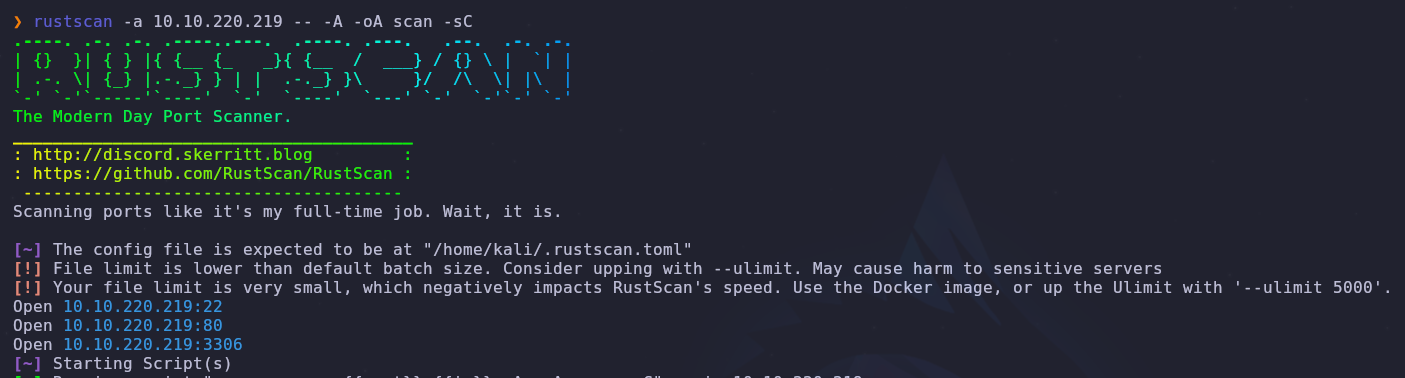 ❯ rustscan -a 10.10.220.219 -- -A -oA scan -sC
.----. .-. .-. .----..---.  .----. .---.   .--.  .-. .-.
| {}  }| { } |{ {__ {_   _}{ {__  /  ___} / {} \ |  `| |
| .-. \| {_} |.-._} } | |  .-._} }\     }/  /\  \| |\  |
`-' `-'`-----'`----'  `-'  `----'  `---' `-'  `-'`-' `-'
The Modern Day Port Scanner.
________________________________________
: http://discord.skerritt.blog         :
: https://github.com/RustScan/RustScan :
 --------------------------------------
Scanning ports like it's my full-time job. Wait, it is.
[~] The config file is expected to be at "/home/kali/.rustscan.toml"
[!] File limit is lower than default batch size. Consider upping with --ulimit. May cause harm to sensitive servers
[!] Your file limit is very small, which negatively impacts RustScan's speed. Use the Docker image, or up the Ulimit with '--ulimit 5000'.
Open 10.10.220.219:22
Open 10.10.220.219:80
Open 10.10.220.219:3306
[~] Starting Script(s)